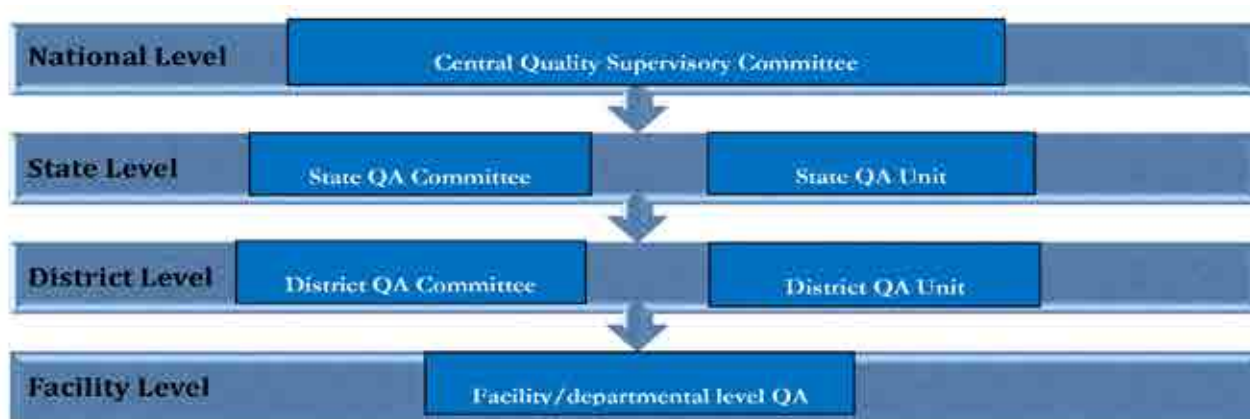 National Level
Central Quality Supervisory Committee
State Level
State QA Committee
State QA Unit
District Level
District QA Committee
District QA Unit
Facility Level
Facility/departmental level QA